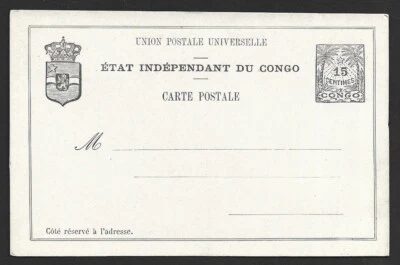 UNION POSTALE UNIVERSELLE
ÉTAT INDÉPENDANT DU CONGO
CARTE POSTALE
15
CENTIMES
CONGO
M
Côté réservé à l'adresse.